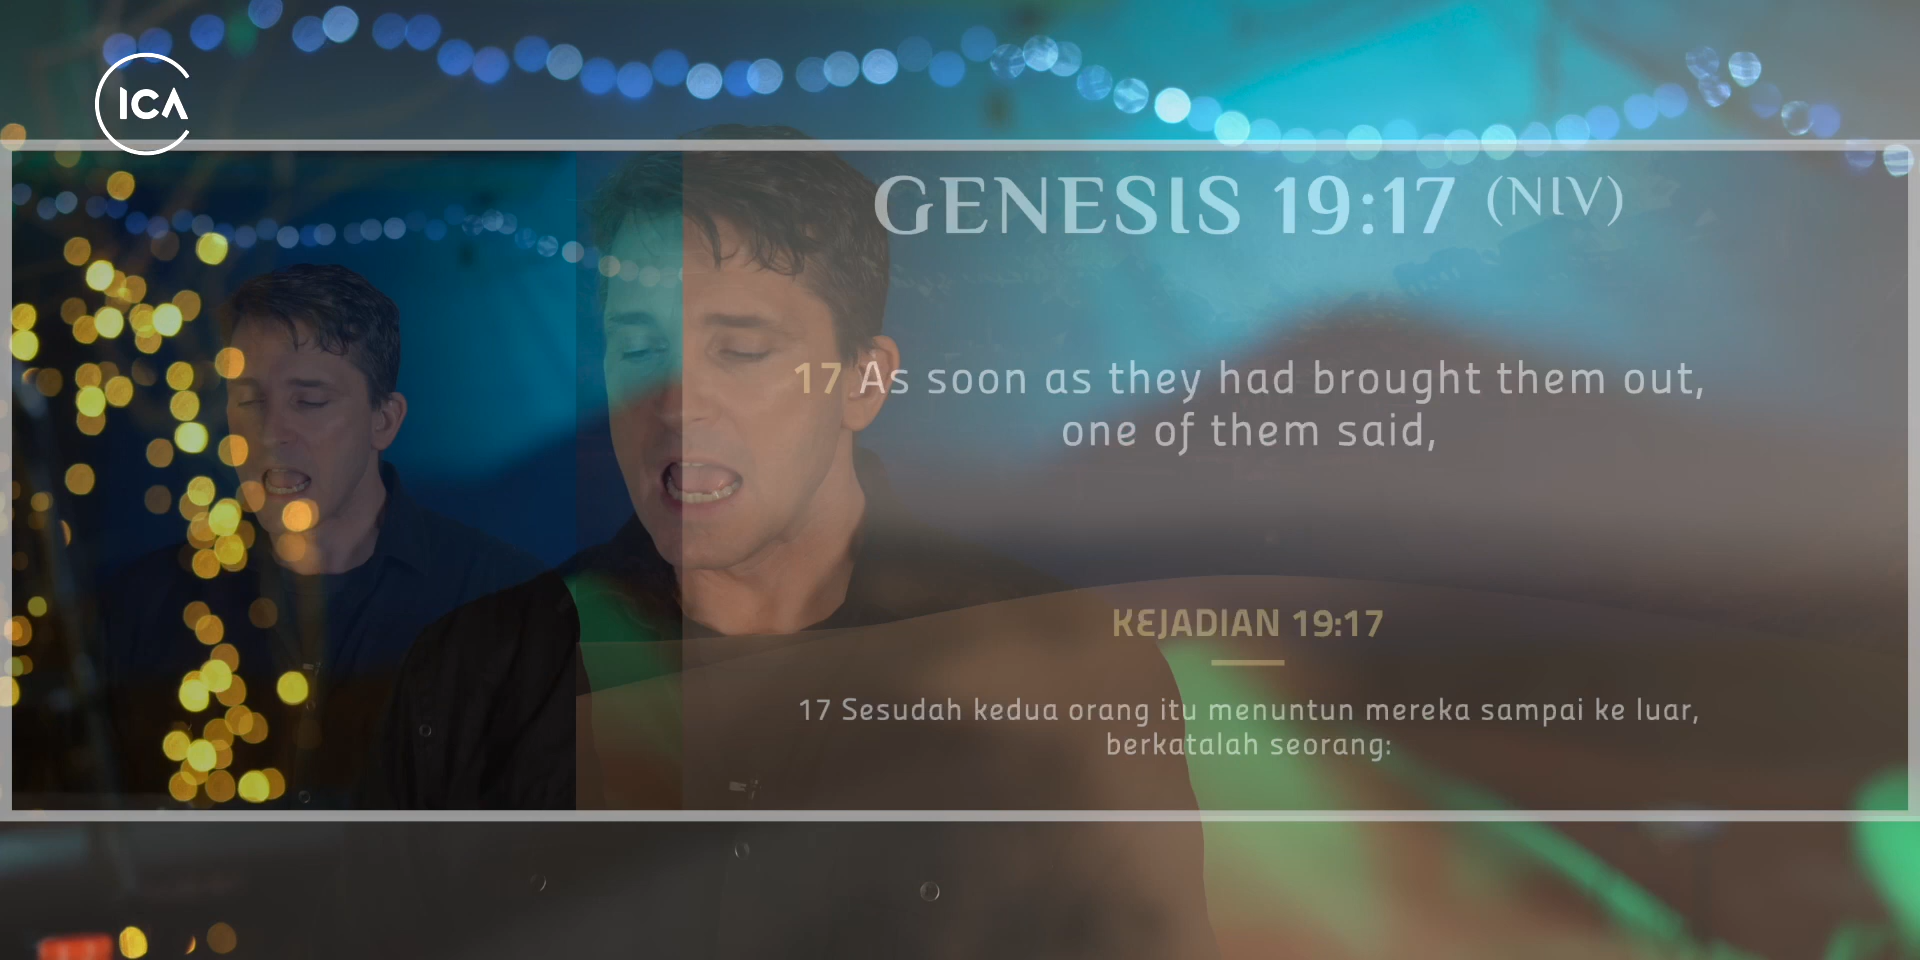 ICA
GENESIS 19:17 (NIV)
17 As soon as they had brought them out,
one of them said,
KEJADIAN 19:17
17 Sesudah kedua orang itu menuntun mereka sampai ke luar,
berkatalah seorang: